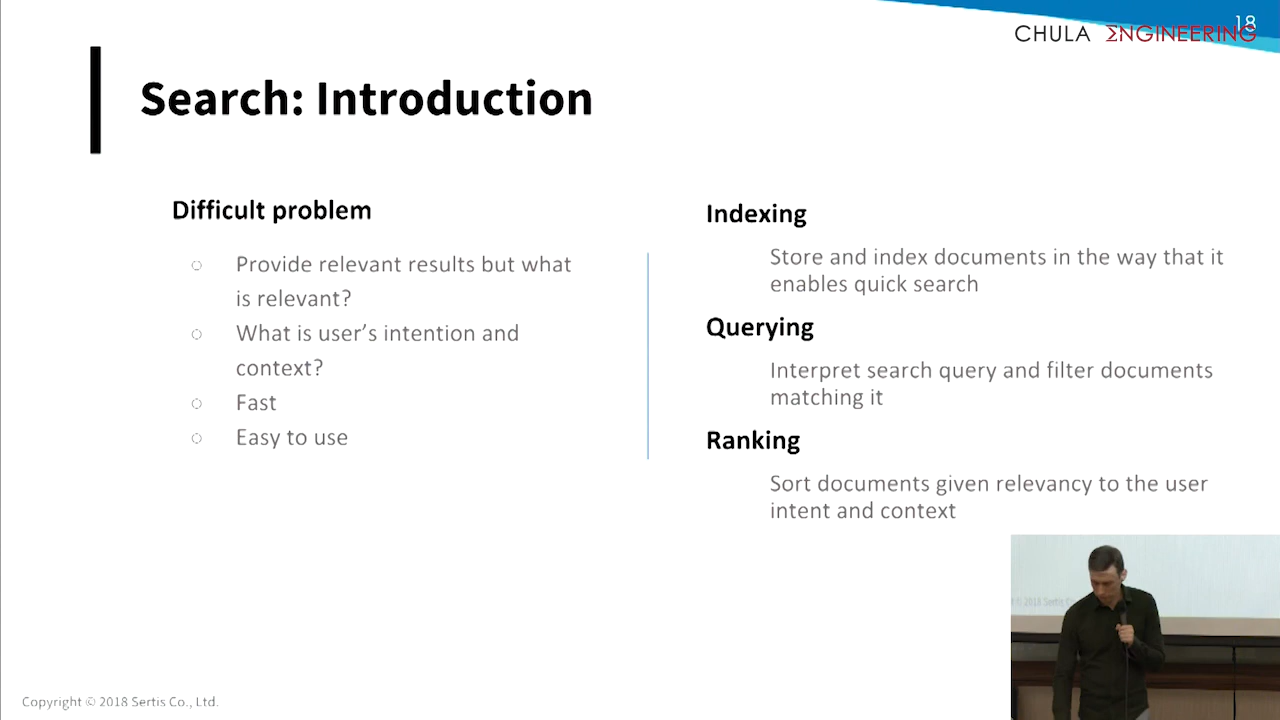 18
CHULA ΣNGINEERING
Search: Introduction
Difficult problem
Provide relevant results but what
is relevant?
What is user's intention and
context?
Fast
Easy to use
Indexing
Store and index documents in the way that it
enables quick search
Querying
Interpret search query and filter documents
matching it
Ranking
Sort documents given relevancy to the user
intent and context
Copyright © 2018 Sertis Co., Ltd.